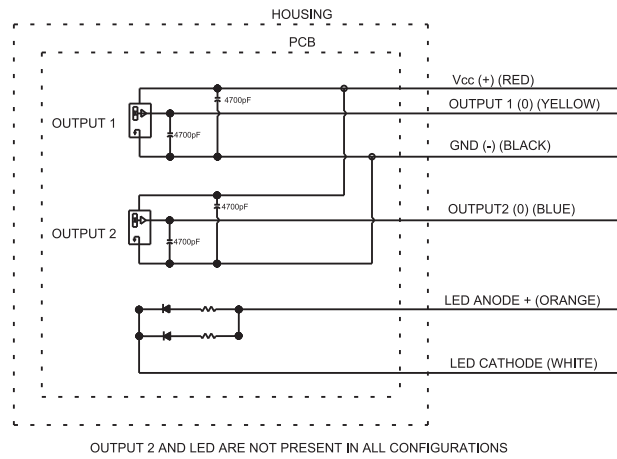 HOUSING
PCB
Vcc (+) (RED)
4700pF
OUTPUT 1 (0) (YELLOW)
OUTPUT 1
4700pF
GND (-) (BLACK)
4700pF
OUTPUT2 (0) (BLUE)
OUTPUT 2
4700pF
LED ANODE + (ORANGE)
LED CATHODE (WHITE)
OUTPUT 2 AND LED ARE NOT PRESENT IN ALL CONFIGURATIONS